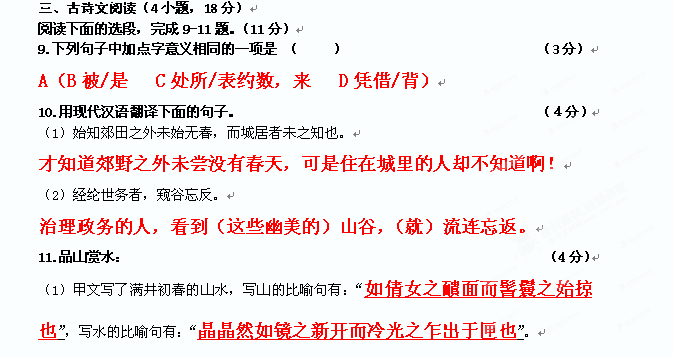 三、古诗文阅读（4小题，18分）
阅读下面的选段，完成9-11题。（11分）
9.下列句子中加点字意义相同的一项是 （ ） （3分）
A（B被/是 C处所/表约数，来 D凭借/背）
10.用现代汉语翻译下面的句子。 （4分）
（1）始知郊田之外未始无春，而城居者未之知也。
才知道郊野之外未尝没有春天，可是住在城里的人却不知道啊！
（2）经纶世务者，窥谷忘反。
治理政务的人，看到（这些幽美的）山谷，（就）流连忘返。
11.品山赏水： （4分）
（1）甲文写了满井初春的山水，写山的比喻句有：“如倩女之靧面而髻鬟之始掠
也”，写水的比喻句有：“晶晶然如镜之新开而冷光之乍出于匣也”。